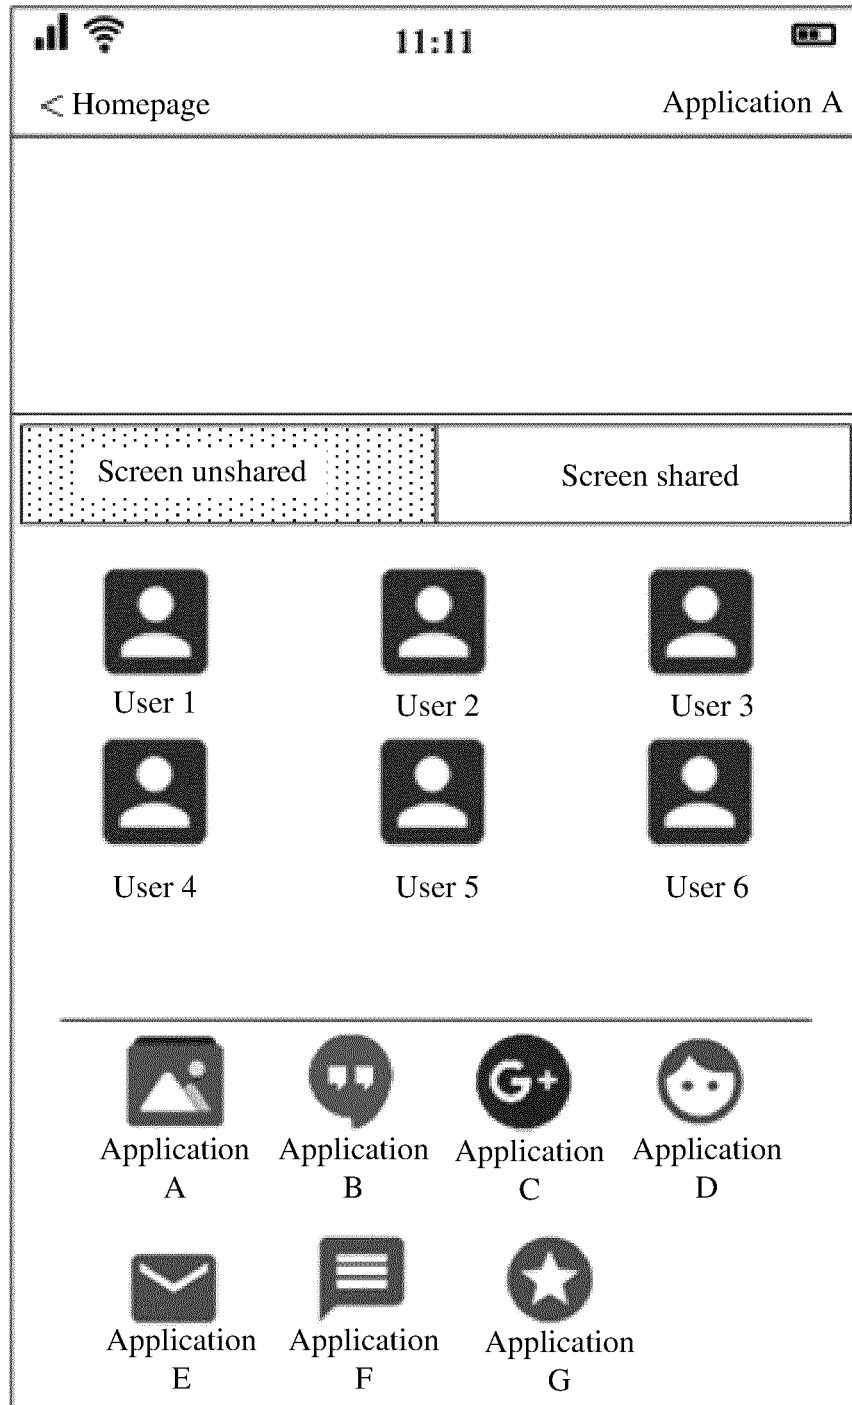 11:11
< Homepage Application A
Screen unshared Screen shared
User 1 User 2 User 3
User 4 User 5 User 6
G+
Application Application Application Application
A B C D
Application Application Application
E F G